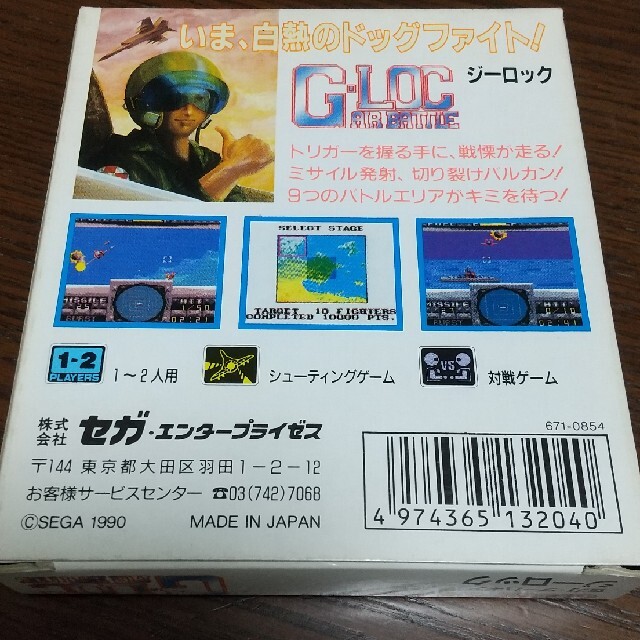 いま、白熱のドッグファイト!
G-LOC
AIR BATTLE
ジーロック
トリガーを握る手に、戦慄が走る!
ミサイル発射、切り裂けバルカン!
9つのバトルエリアがキミを待つ!
MISSILE
SELECT STAGE
TARGET 10 FIGHTERS
COMPLETED 10000 PTS.
MISSILE
1-2
PLAYERS
1〜2人用
シューティングゲーム
VS
対戦ゲーム
株式会社 セガ・エンタープライゼス
671-0854
〒144 東京都大田区羽田1-2-12
お客様サービスセンター ☎03(742)7068
©SEGA 1990 MADE IN JAPAN
4 974365 132040
ジーロック